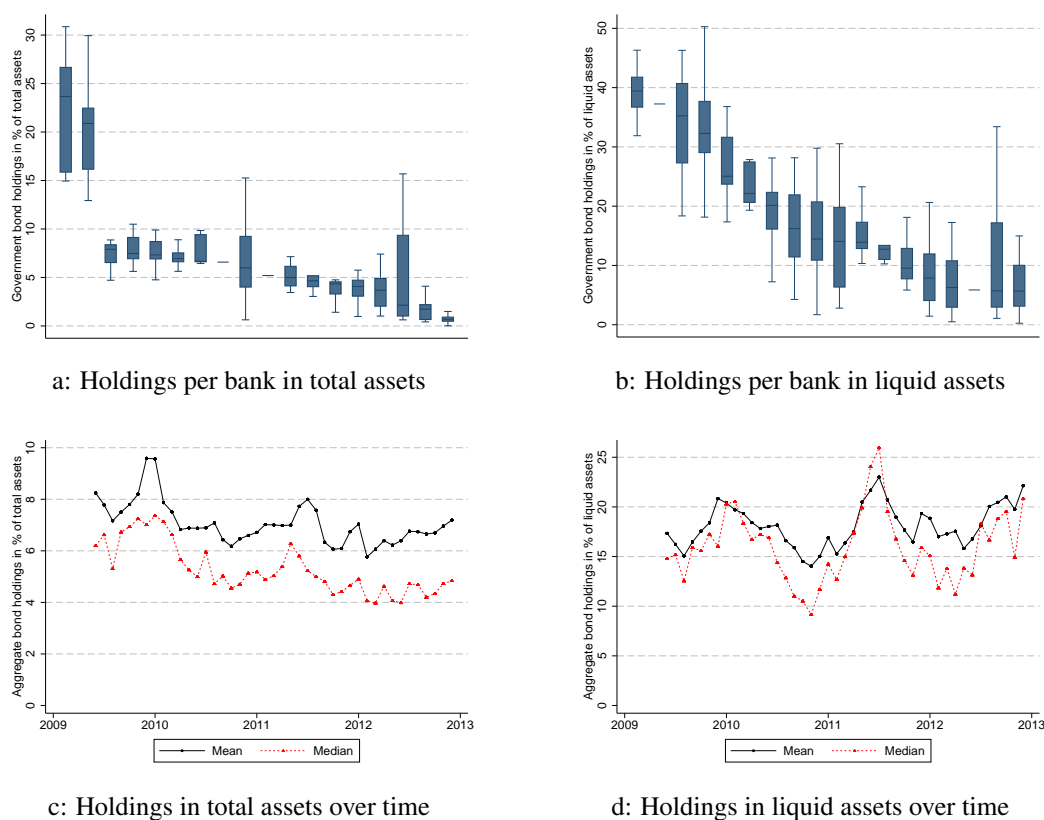 Government bond holdings in % of total assets
30
25
20
15
10
5
0
a: Holdings per bank in total assets
Government bond holdings in % of liquid assets
50
40
30
20
10
0
b: Holdings per bank in liquid assets
Aggregate bond holdings in % of total assets
10
8
6
4
2
0
2009 2010 2011 2012 2013
Mean Median
c: Holdings in total assets over time
Aggregate bond holdings in % of liquid assets
25
20
15
10
5
0
2009 2010 2011 2012 2013
Mean Median
d: Holdings in liquid assets over time